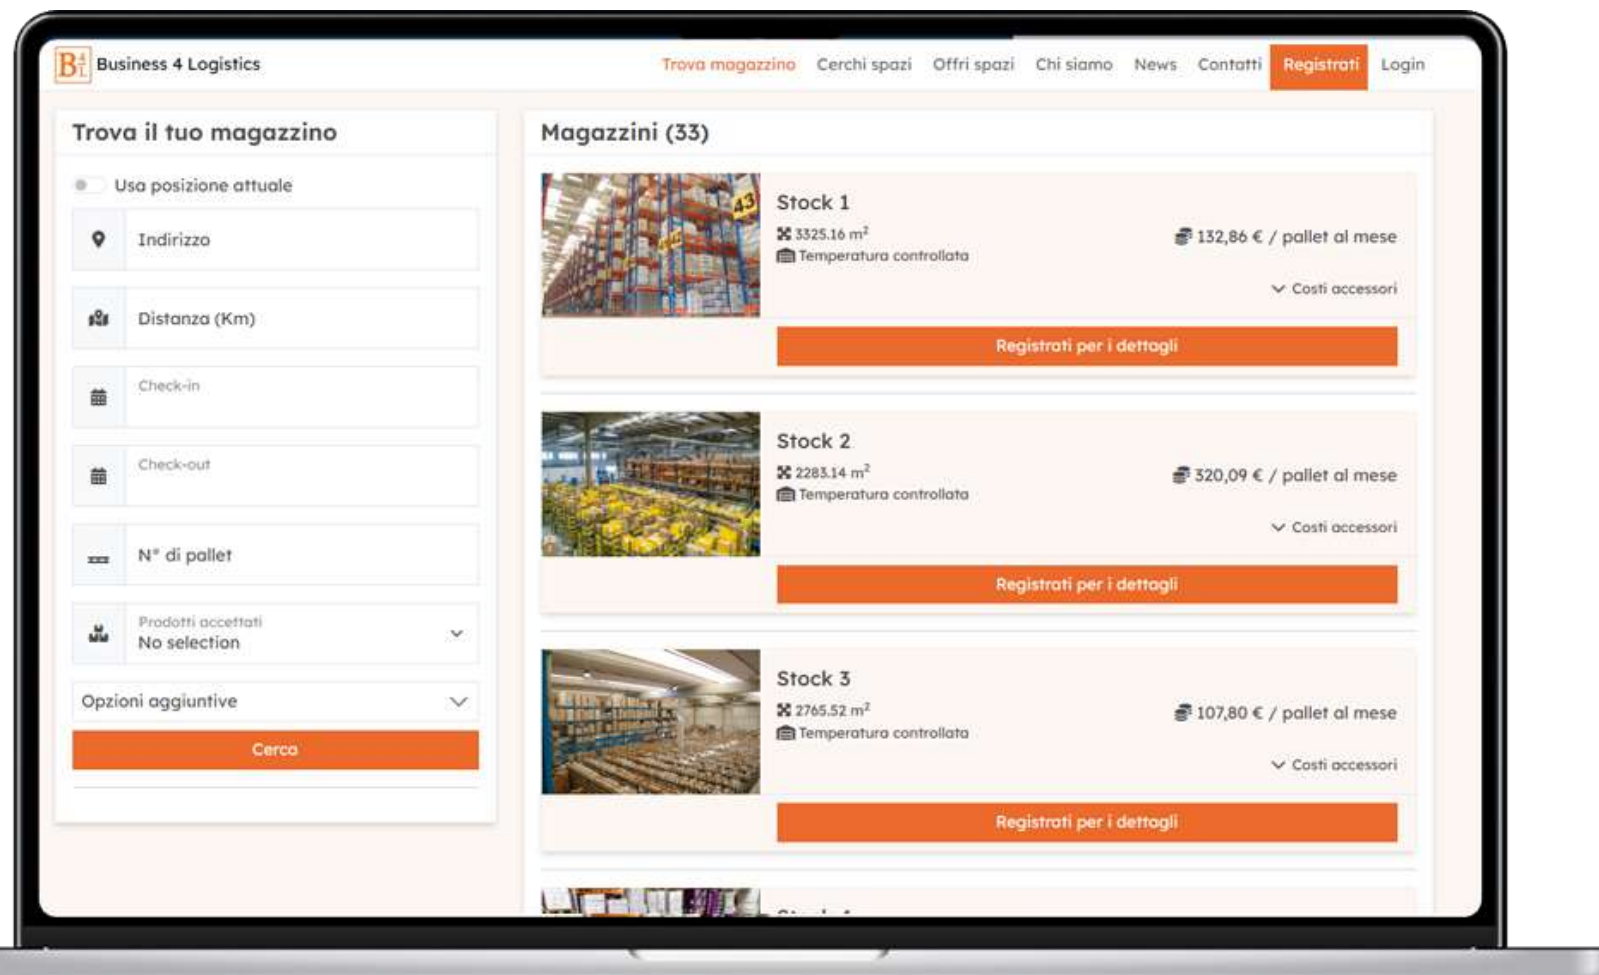 B4L Business 4 Logistics
Trova magazzino Cerchi spazi Offri spazi Chi siamo News Contatti Registrati Login
Trova il tuo magazzino
Usa posizione attuale
Indirizzo
Distanza (Km)
Check-in
Check-out
N° di pallet
Prodotti accettati
No selection
Opzioni aggiuntive
Cerca
Magazzini (33)
43
Stock 1
3325.16 m²
Temperatura controllata
132,86 € / pallet al mese
Costi accessori
Registrati per i dettagli
Stock 2
2283.14 m²
Temperatura controllata
320,09 € / pallet al mese
Costi accessori
Registrati per i dettagli
Stock 3
2765.52 m²
Temperatura controllata
107,80 € / pallet al mese
Costi accessori
Registrati per i dettagli